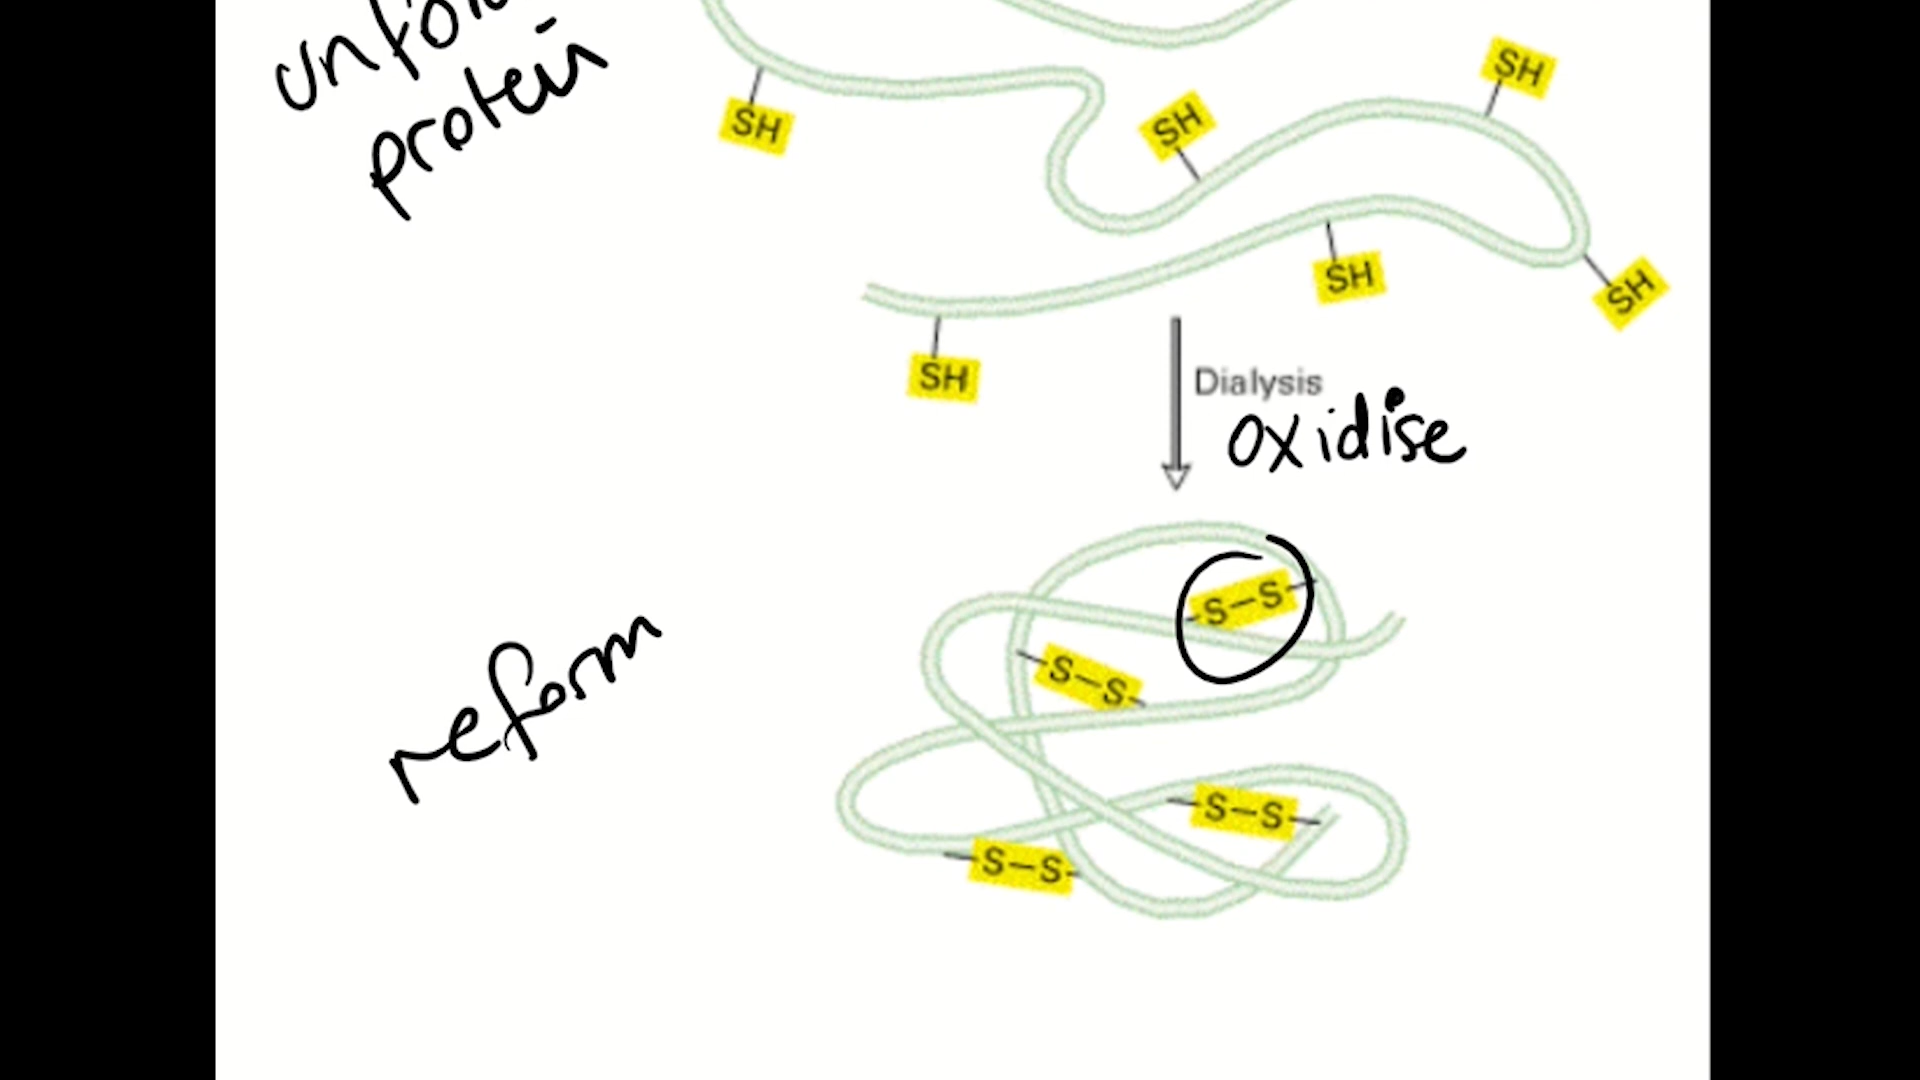 protein
SH
SH
SH
SH
SH
SH
Dialysis
oxidise
S-S
S-S
reform
S-S
S-S